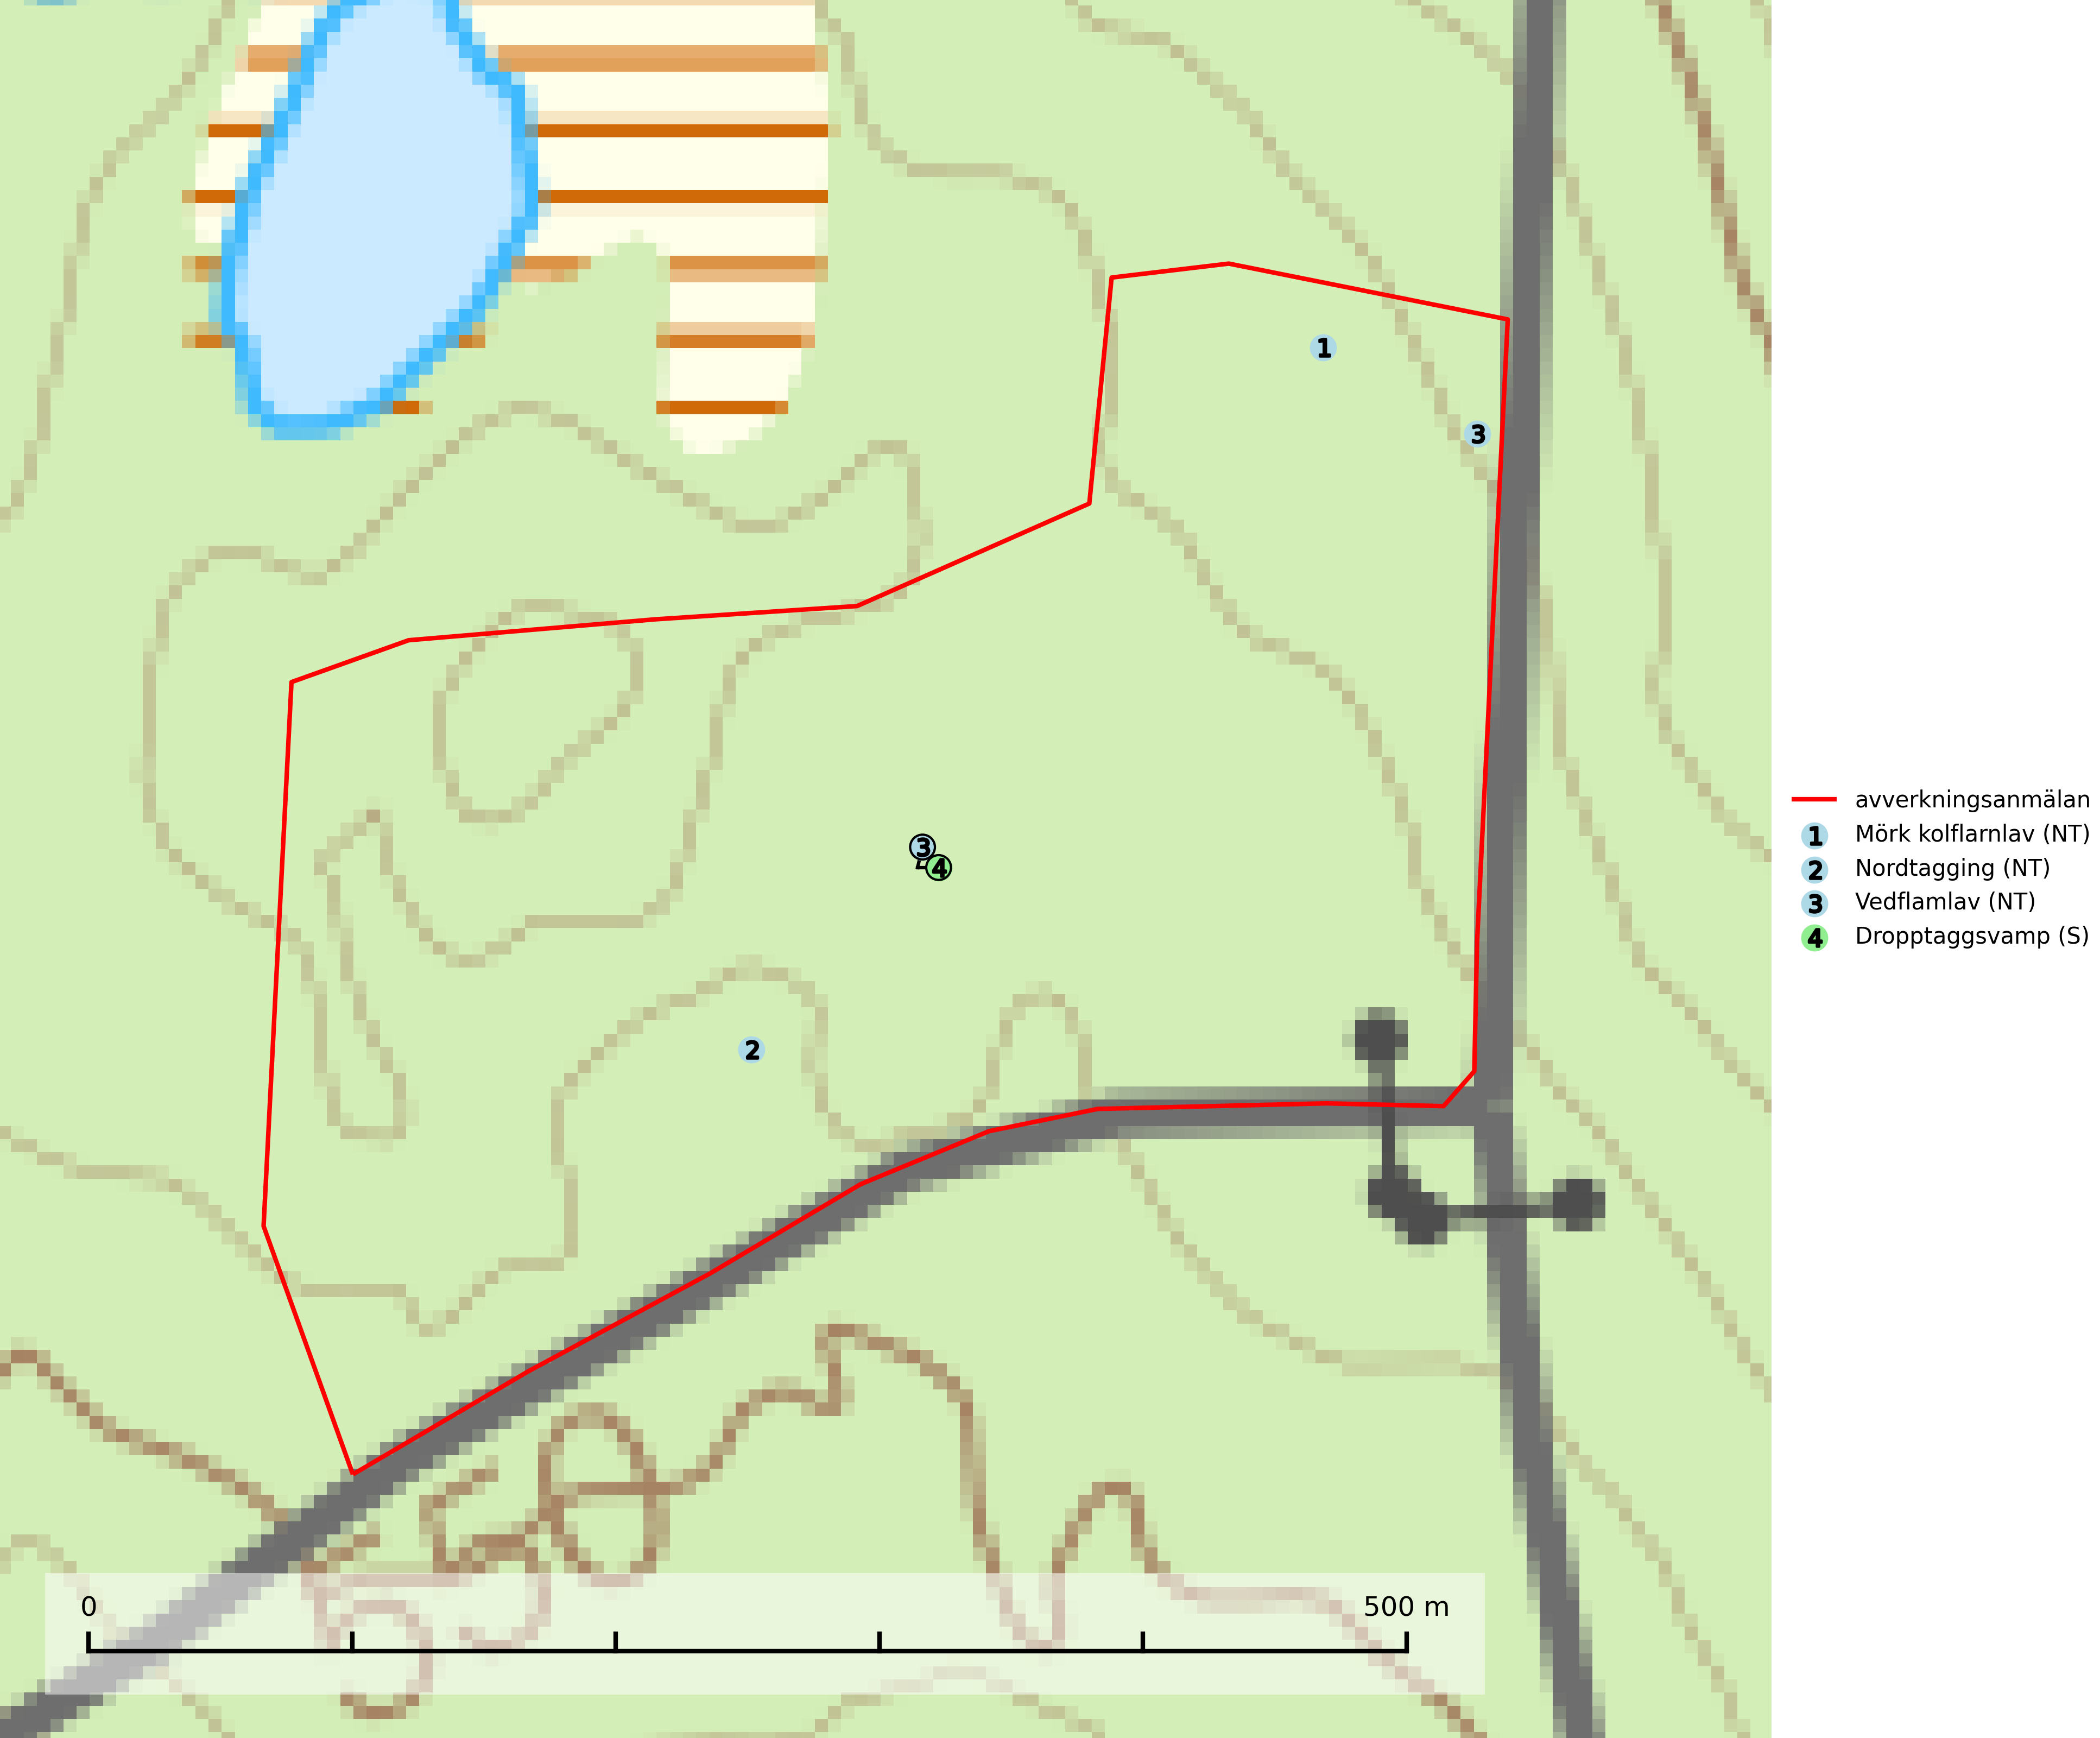 1
3
3
4
2
avverkningsanmälan
1 Mörk kolflarnlav (NT)
2 Nordtagging (NT)
3 Vedflamlav (NT)
4 Dropptaggsvamp (S)
0 500 m